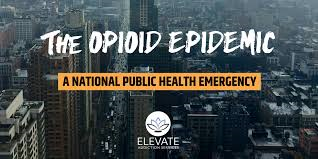 THE OPIOID EPIDEMIC
A NATIONAL PUBLIC HEALTH EMERGENCY
ELEVATE
ADDICTION SERVICES